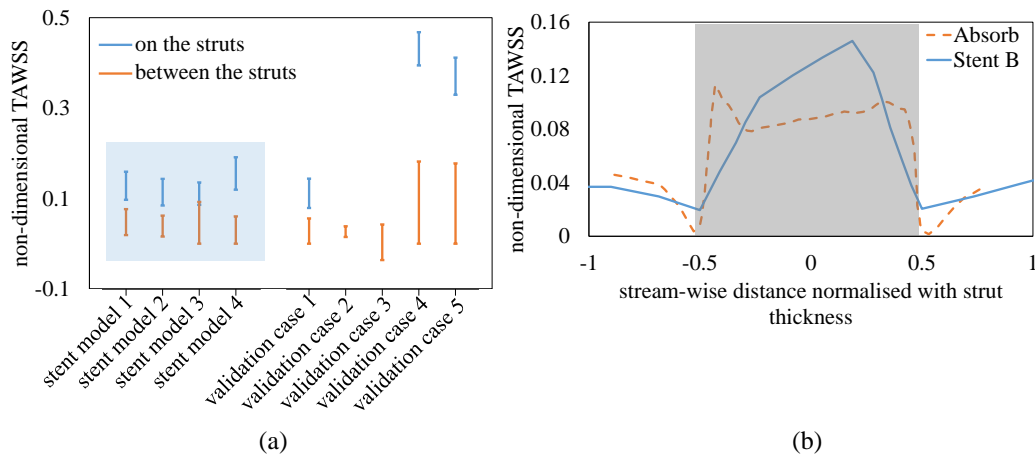 non-dimensional TAWSS
0.5
0.3
0.1
-0.1
on the struts
between the struts
stent model 1
stent model 2
stent model 3
stent model 4
validation case 1
validation case 2
validation case 3
validation case 4
validation case 5
(a)
non-dimensional TAWSS
0.16
0.12
0.08
0.04
0
Absorb
Stent B
-1
-0.5
0
0.5
1
stream-wise distance normalised with strut
thickness
(b)